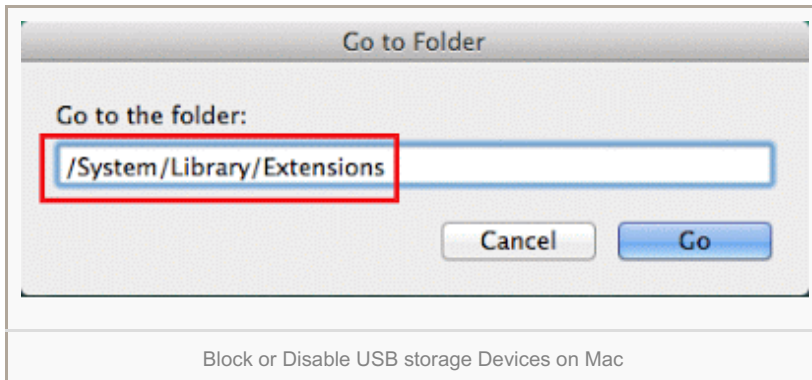 Go to Folder
Go to the folder:
/System/Library/Extensions
Cancel
Go
Block or Disable USB storage Devices on Mac